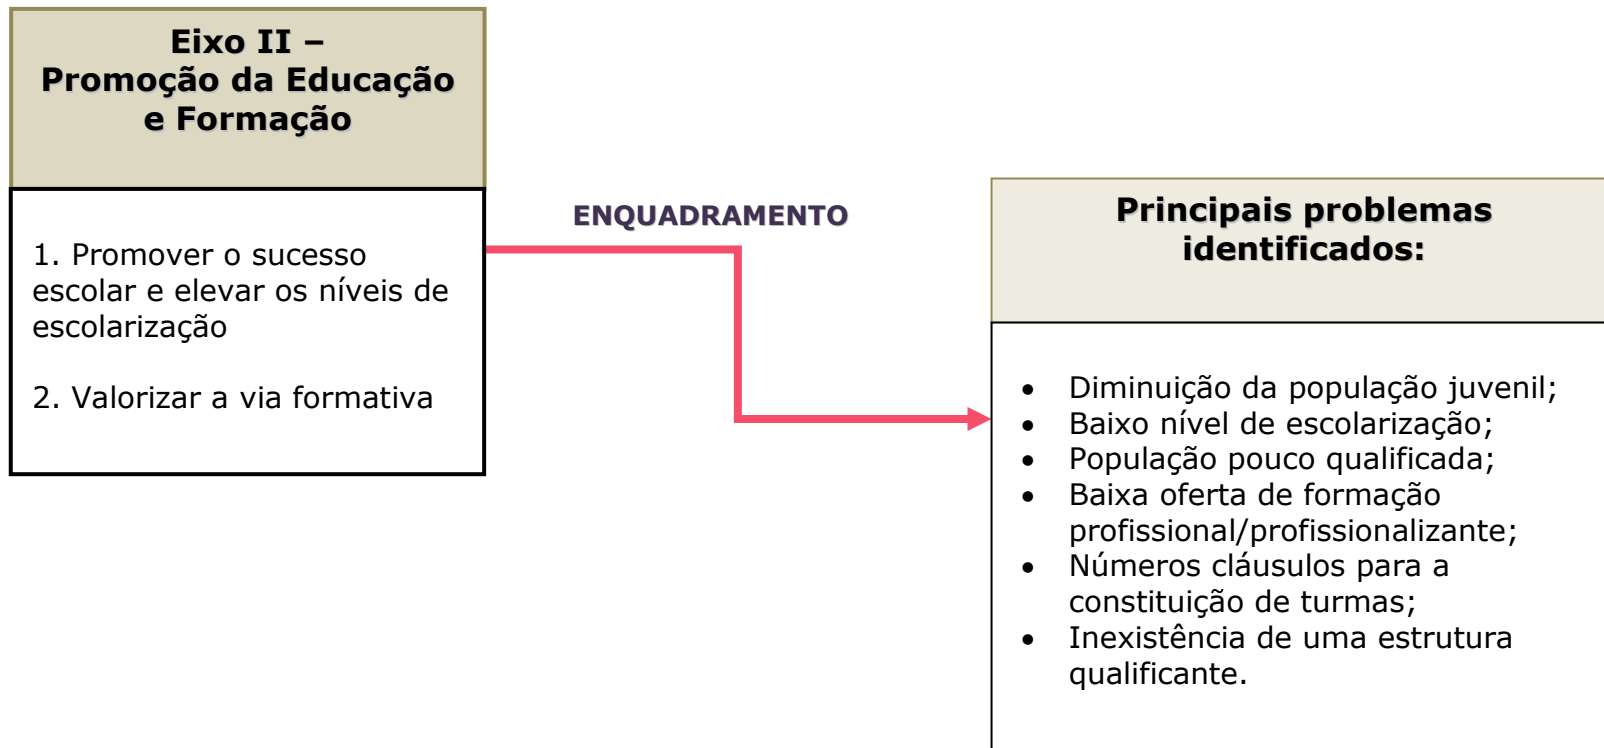 Eixo II –
Promoção da Educação
e Formação
1. Promover o sucesso
escolar e elevar os níveis de
escolarização
2. Valorizar a via formativa
ENQUADRAMENTO
Principais problemas
identificados:
• Diminuição da população juvenil;
• Baixo nível de escolarização;
• População pouco qualificada;
• Baixa oferta de formação
profissional/profissionalizante;
• Números cláusulos para a
constituição de turmas;
• Inexistência de uma estrutura
qualificante.